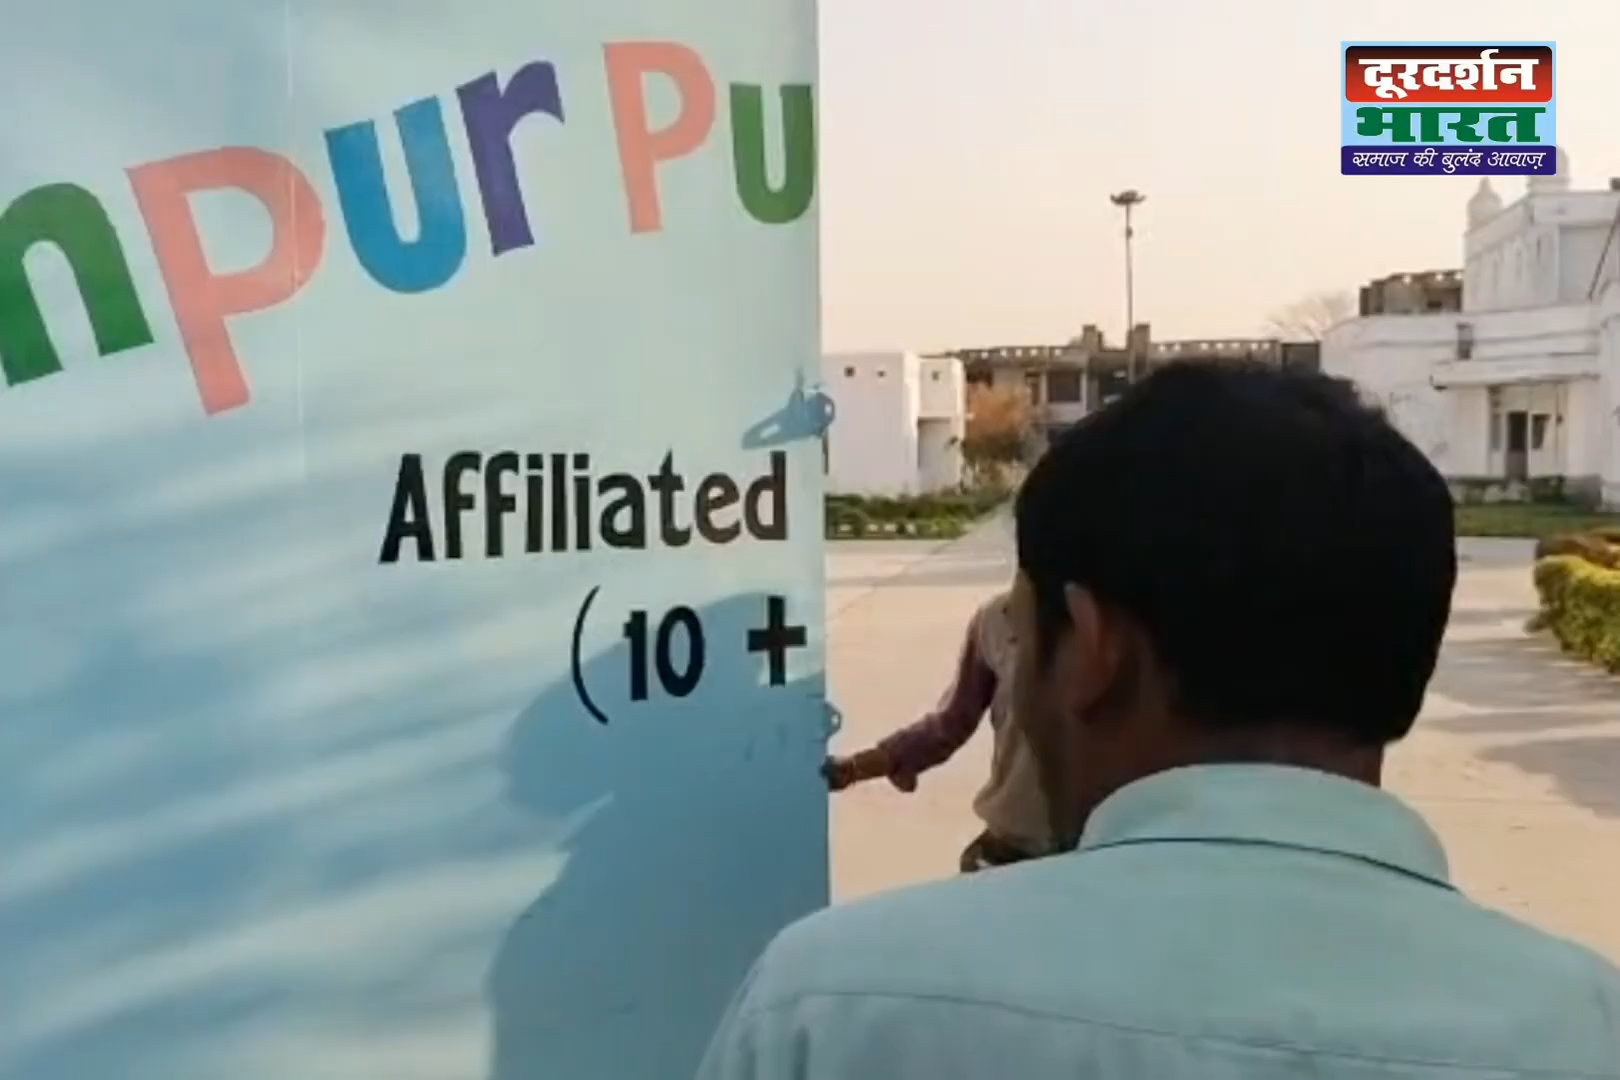 npur Pu
Affiliated
(10 +
दूरदर्शन
भारत
समाज की बुलंद आवाज़